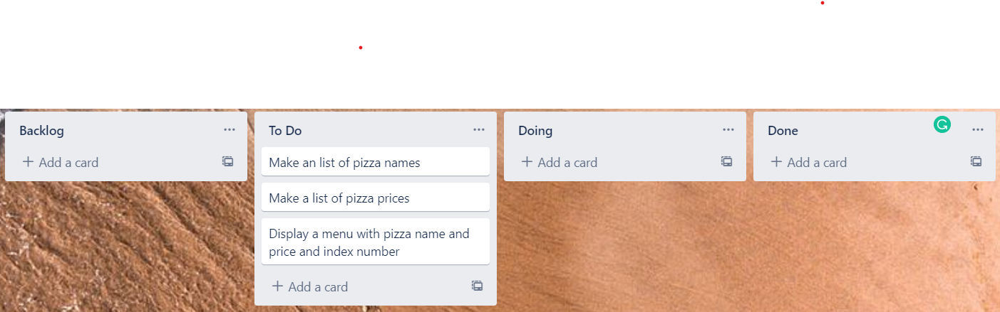 Backlog
Add a card
To Do
Make an list of pizza names
Make a list of pizza prices
Display a menu with pizza name and
price and index number
Add a card
Doing
Add a card
Done
Add a card